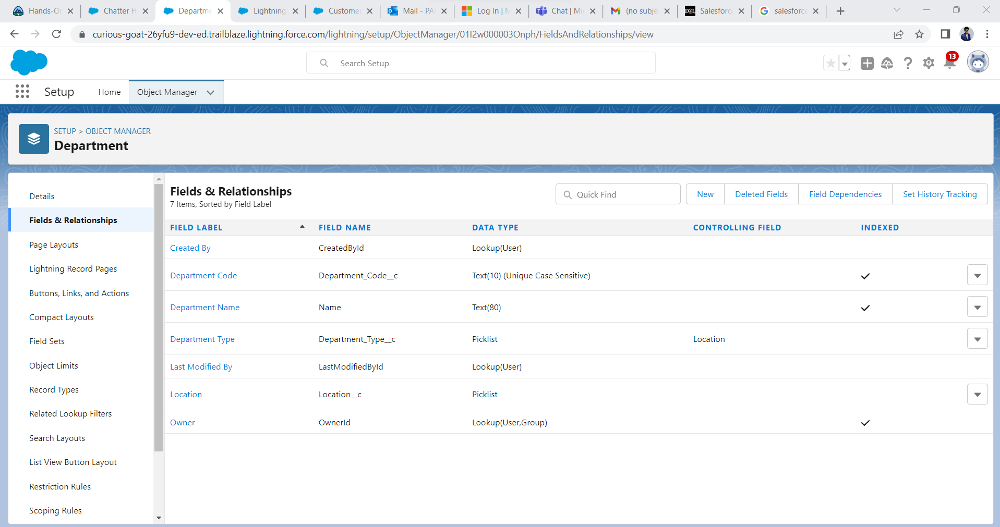 Hands-On
Chatter H
Departme
Lightning
Customer
Mail - PA
Log In | M
Chat | Mi
(no subje
D2L
Salesforc
salesforce
curious-goat-26yfu9-dev-ed.trailblaze.lightning.force.com/lightning/setup/ObjectManager/01I2w000003Onph/FieldsAndRelationships/view
Search Setup
13
Setup
Home
Object Manager
SETUP > OBJECT MANAGER
Department
Details
Fields & Relationships
Page Layouts
Lightning Record Pages
Buttons, Links, and Actions
Compact Layouts
Field Sets
Object Limits
Record Types
Related Lookup Filters
Search Layouts
List View Button Layout
Restriction Rules
Scoping Rules
Fields & Relationships
7 Items, Sorted by Field Label
Quick Find
New
Deleted Fields
Field Dependencies
Set History Tracking
FIELD LABEL FIELD NAME DATA TYPE CONTROLLING FIELD INDEXED
Created By CreatedById Lookup(User)
Department Code Department_Code__c Text(10) (Unique Case Sensitive)
Department Name Name Text(80)
Department Type Department_Type__c Picklist Location
Last Modified By LastModifiedById Lookup(User)
Location Location__c Picklist
Owner OwnerId Lookup(User,Group)